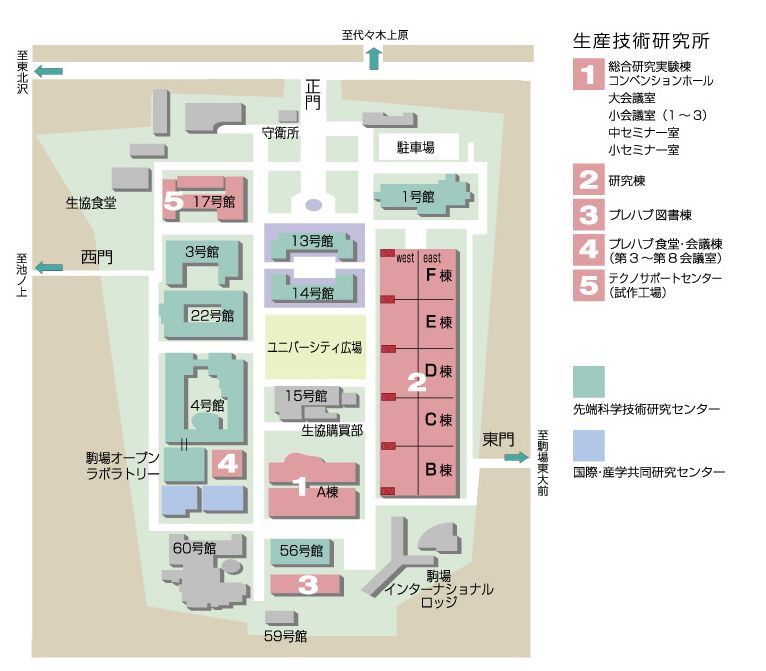 至代々木上原
至東北沢
正門
守衛所
駐車場
生協食堂
5
17号館
1号館
西門
至池ノ上
3号館
13号館
14号館
22号館
west
east
F棟
E棟
D棟
2
C棟
B棟
ユニバーシティ広場
15号館
生協購買部
4号館
駒場オープン
ラボラトリー
4
1
A棟
東門
至駒場東大前
60号館
56号館
3
59号館
駒場
インターナショナル
ロッジ
生産技術研究所
1
総合研究実験棟
コンベンションホール
大会議室
小会議室（1～3）
中セミナー室
小セミナー室
2
研究棟
3
プレハブ図書棟
4
プレハブ食堂・会議棟
（第3～第8会議室）
5
テクノサポートセンター
（試作工場）
先端科学技術研究センター
国際・産学共同研究センター